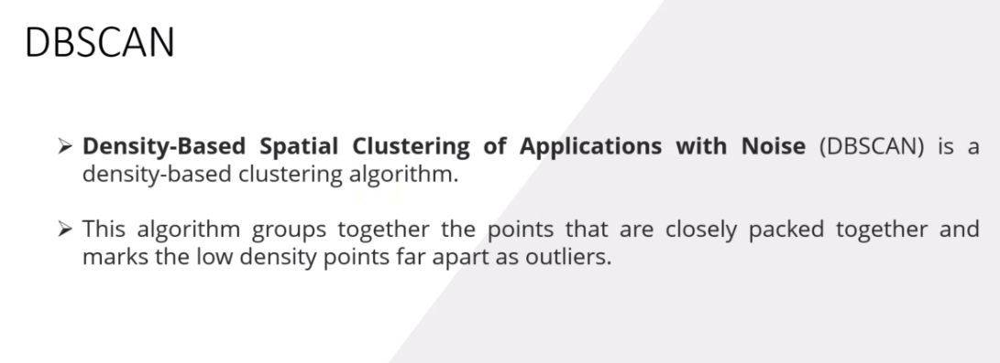 DBSCAN
➢ Density-Based Spatial Clustering of Applications with Noise (DBSCAN) is a
density-based clustering algorithm.
➢ This algorithm groups together the points that are closely packed together and
marks the low density points far apart as outliers.